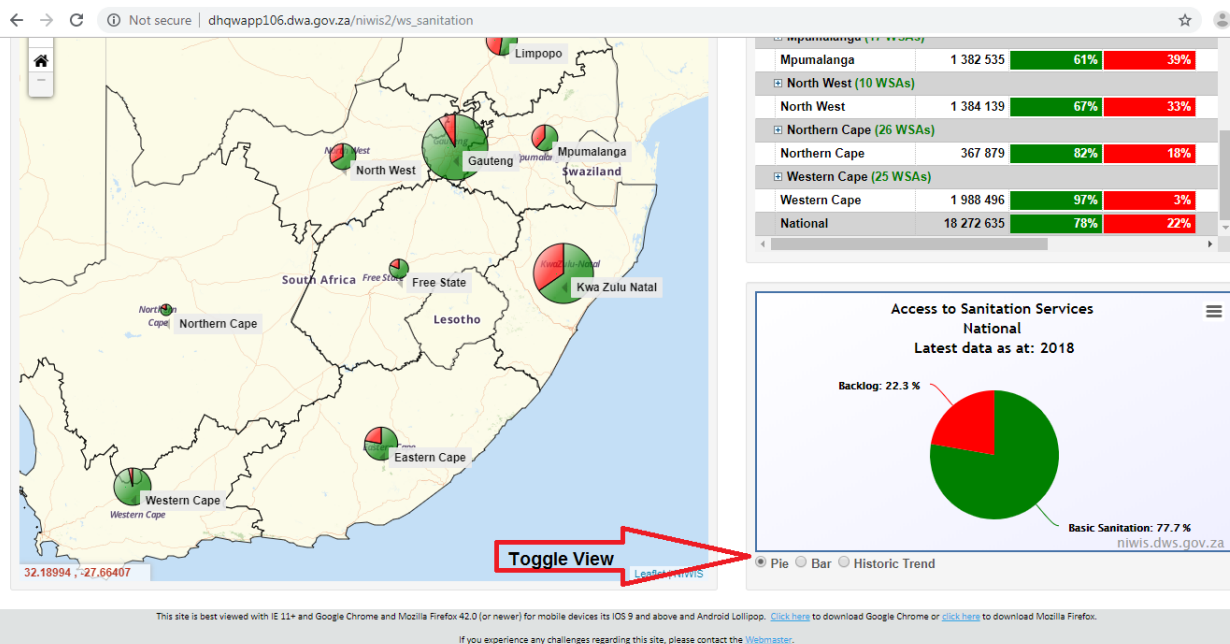 Not secure | dhqwapp106.dwa.gov.za/niwis2/ws_sanitation
Limpopo
North West
Gauteng
Mpumalanga
Swaziland
South Africa
Free State
Free State
KwaZulu-Natal
Kwa Zulu Natal
Northern
Cape
Northern Cape
Lesotho
Eastern Cape
Western Cape
Western Cape
32.18994 , -27.66407
Toggle View
Leaflet | NIWIS
Mpumalanga (17 WSAs)
Mpumalanga 1 382 535 61% 39%
North West (10 WSAs)
North West 1 384 139 67% 33%
Northern Cape (26 WSAs)
Northern Cape 367 879 82% 18%
Western Cape (25 WSAs)
Western Cape 1 988 496 97% 3%
National 18 272 635 78% 22%
Access to Sanitation Services
National
Latest data as at: 2018
Backlog: 22.3 %
Basic Sanitation: 77.7 %
niwis.dws.gov.za
Pie Bar Historic Trend
This site is best viewed with IE 11+ and Google Chrome and Mozilla Firefox 42.0 (or newer) for mobile devices its IOS 9 and above and Android Lollipop. Click here to download Google Chrome or click here to download Mozilla Firefox.
If you experience any challenges regarding this site, please contact the Webmaster.